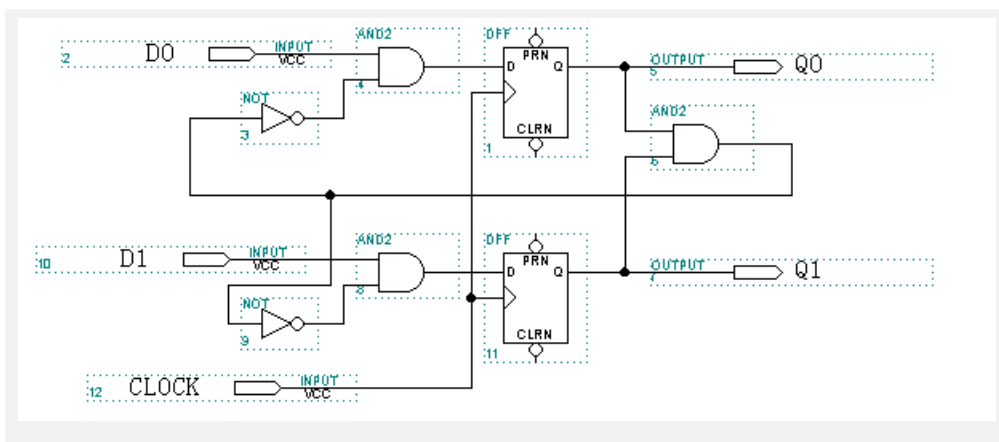 AND2
DFF
2 D0 INPUT VCC
PRN
D Q
OUTPUT
5 Q0
4
NOT
3
AND2
CLRN
1
6
AND2
DFF
10 D1 INPUT VCC
PRN
D Q
OUTPUT
7 Q1
8
NOT
9
CLRN
11
12 CLOCK INPUT VCC